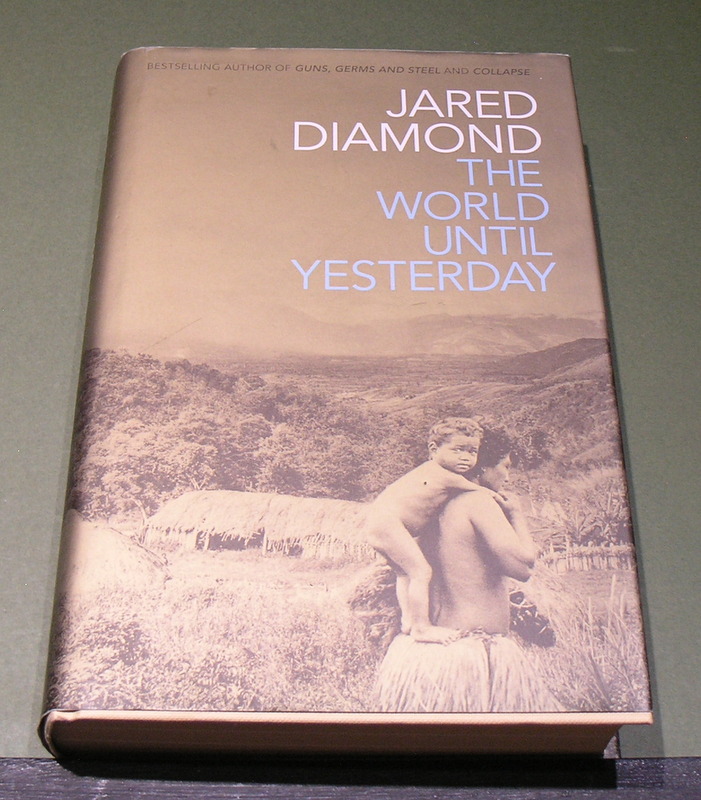 BESTSELLING AUTHOR OF GUNS, GERMS AND STEEL AND COLLAPSE
JARED
DIAMOND
THE
WORLD
UNTIL
YESTERDAY